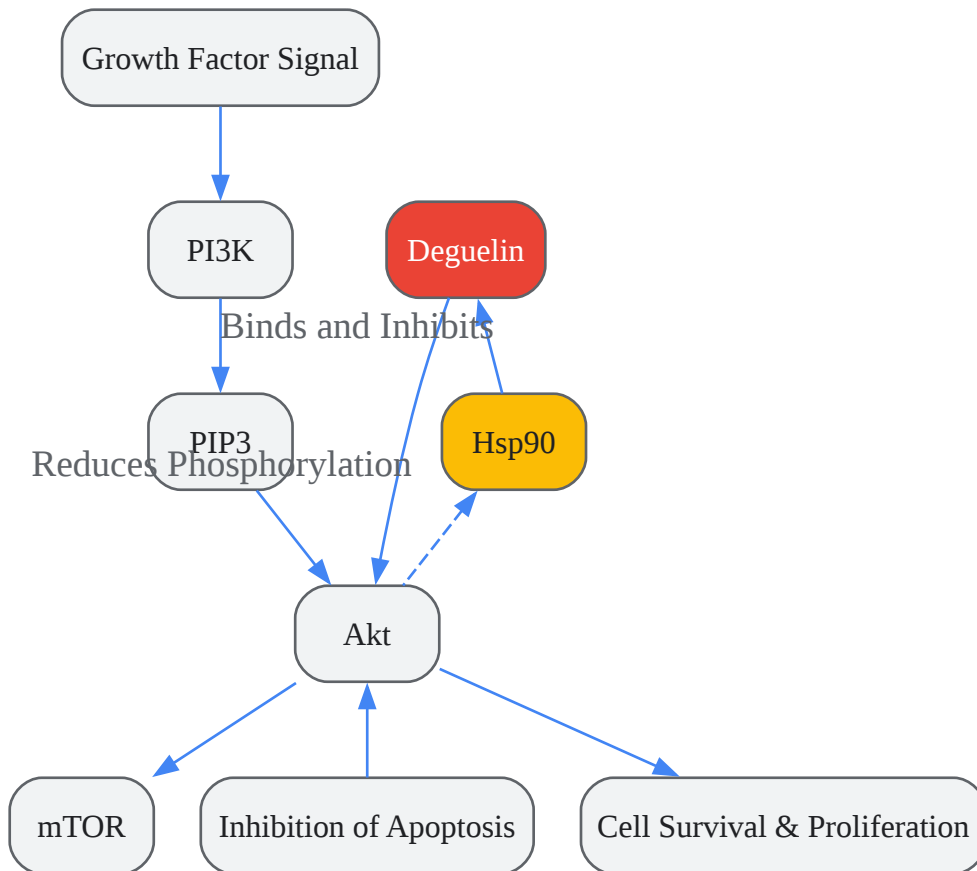 Growth Factor Signal
PI3K
Deguelin
Binds and Inhibits
PIP3
Hsp90
Reduces Phosphorylation
Akt
mTOR
Inhibition of Apoptosis
Cell Survival & Proliferation